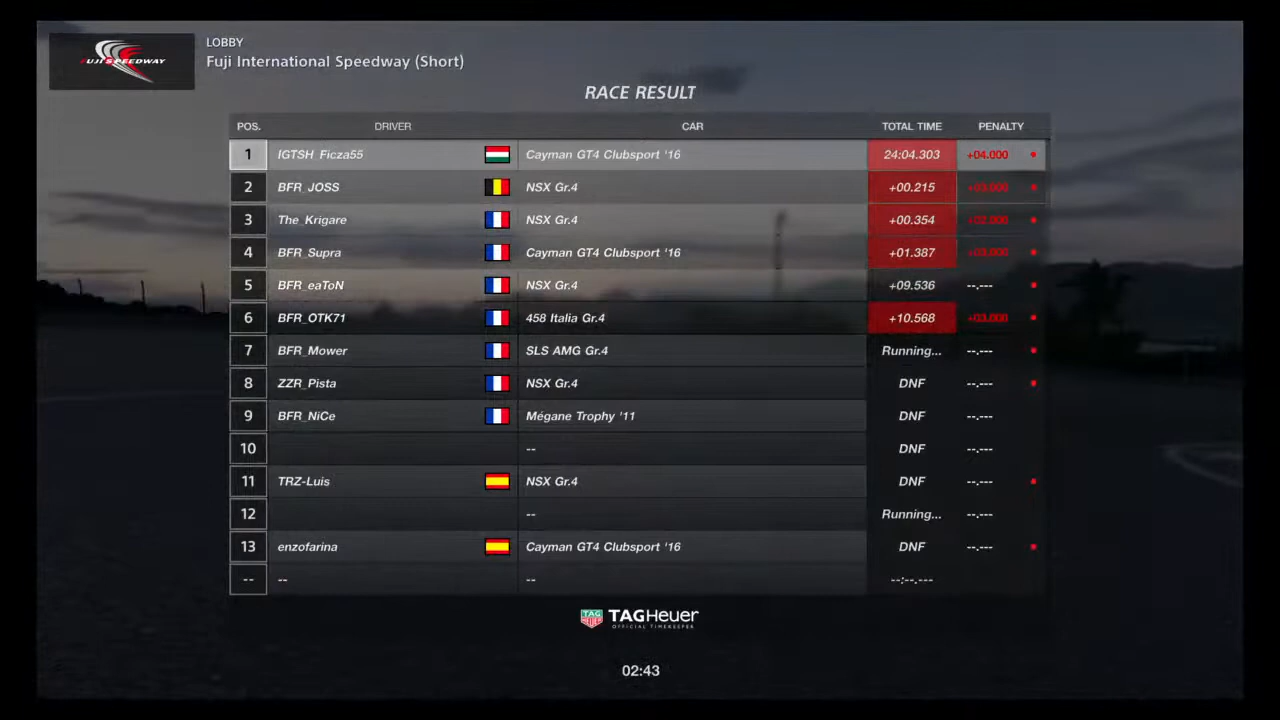 FUJI SPEEDWAY
LOBBY
Fuji International Speedway (Short)
RACE RESULT
POS. DRIVER CAR TOTAL TIME PENALTY
1 IGTSH_Ficza55 Cayman GT4 Clubsport '16 24:04.303 +04.000
2 BFR_JOSS NSX Gr.4 +00.215 +03.000
3 The_Krigare NSX Gr.4 +00.354 +02.000
4 BFR_Supra Cayman GT4 Clubsport '16 +01.387 +03.000
5 BFR_eaToN NSX Gr.4 +09.536 --.---
6 BFR_OTK71 458 Italia Gr.4 +10.568 +03.000
7 BFR_Mower SLS AMG Gr.4 Running... --.---
8 ZZR_Pista NSX Gr.4 DNF --.---
9 BFR_NiCe Mégane Trophy '11 DNF --.---
10 -- DNF --.---
11 TRZ-Luis NSX Gr.4 DNF --.---
12 -- Running... --.---
13 enzofarina Cayman GT4 Clubsport '16 DNF --.---
-- -- -- --:--.---
TAG HEUER TAGHeuer
OFFICIAL TIMEKEEPER
02:43